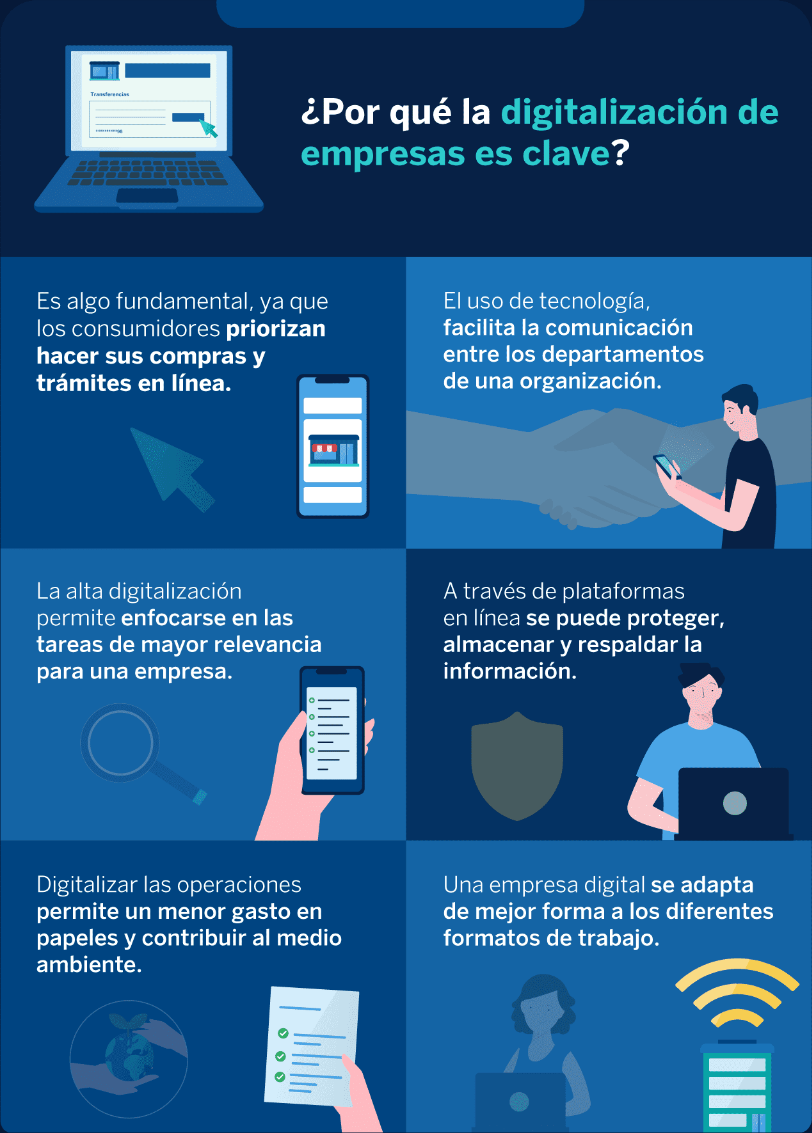 Transferencias
¿Por qué la digitalización de
empresas es clave?
Es algo fundamental, ya que
los consumidores priorizan
hacer sus compras y
trámites en línea.
El uso de tecnología,
facilita la comunicación
entre los departamentos
de una organización.
La alta digitalización
permite enfocarse en las
tareas de mayor relevancia
para una empresa.
A través de plataformas
en línea se puede proteger,
almacenar y respaldar la
información.
Digitalizar las operaciones
permite un menor gasto en
papeles y contribuir al medio
ambiente.
Una empresa digital se adapta
de mejor forma a los diferentes
formatos de trabajo.